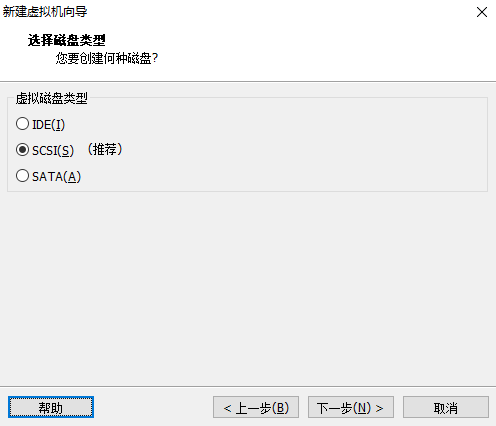 新建虚拟机向导
选择磁盘类型
您要创建何种磁盘?
虚拟磁盘类型
IDE(I)
SCSI(S) （推荐）
SATA(A)
帮助 < 上一步(B) 下一步(N) > 取消